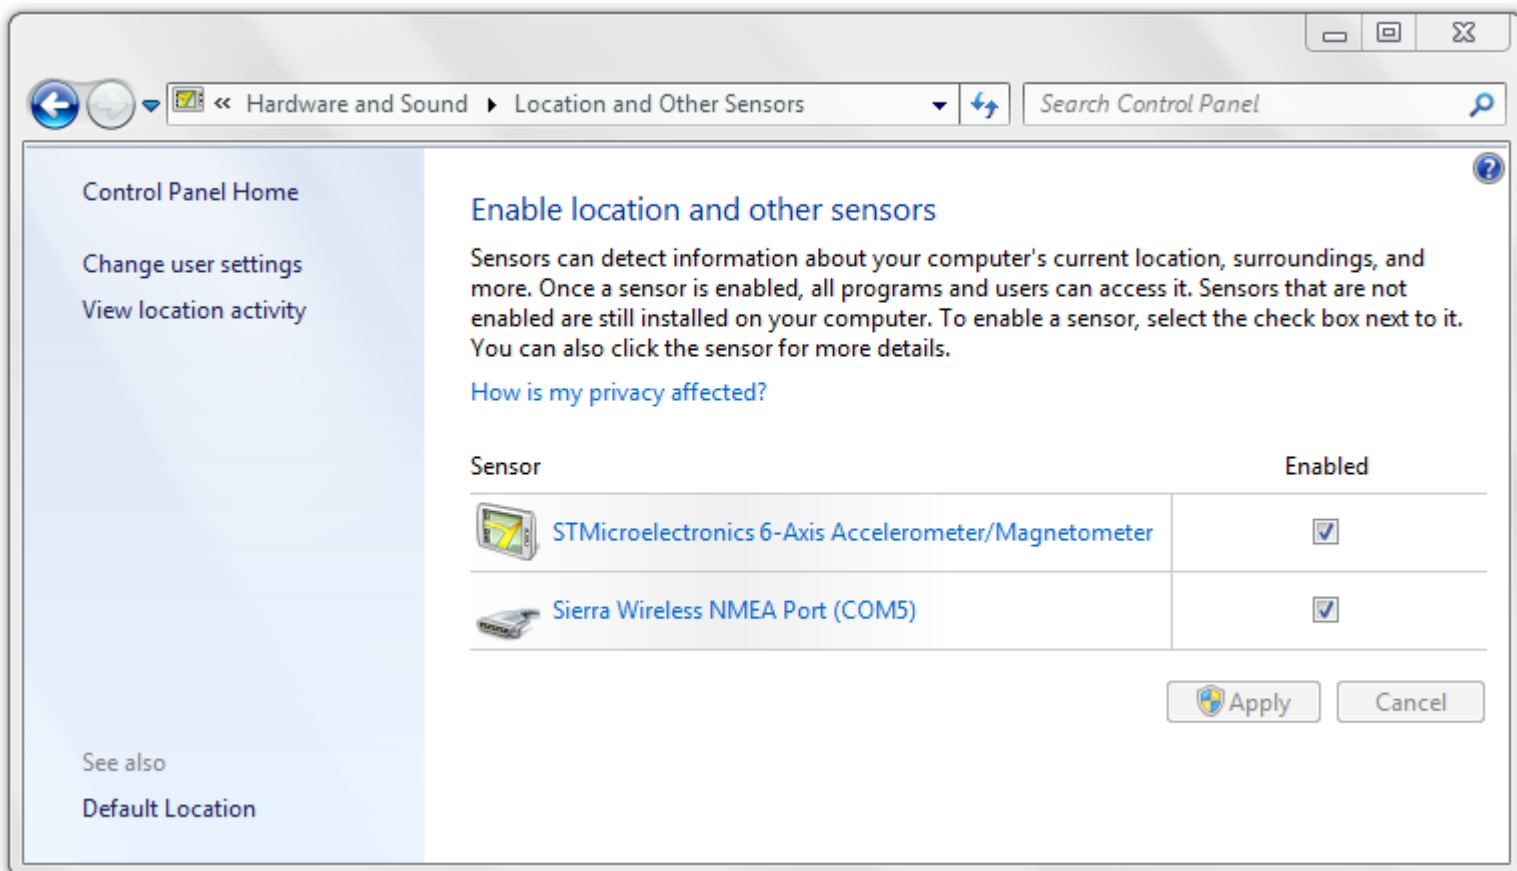 « Hardware and Sound ▸ Location and Other Sensors
Search Control Panel
Control Panel Home
Change user settings
View location activity
See also
Default Location
Enable location and other sensors
Sensors can detect information about your computer's current location, surroundings, and
more. Once a sensor is enabled, all programs and users can access it. Sensors that are not
enabled are still installed on your computer. To enable a sensor, select the check box next to it.
You can also click the sensor for more details.
How is my privacy affected?
Sensor Enabled
STMicroelectronics 6-Axis Accelerometer/Magnetometer
Sierra Wireless NMEA Port (COM5)
Apply Cancel